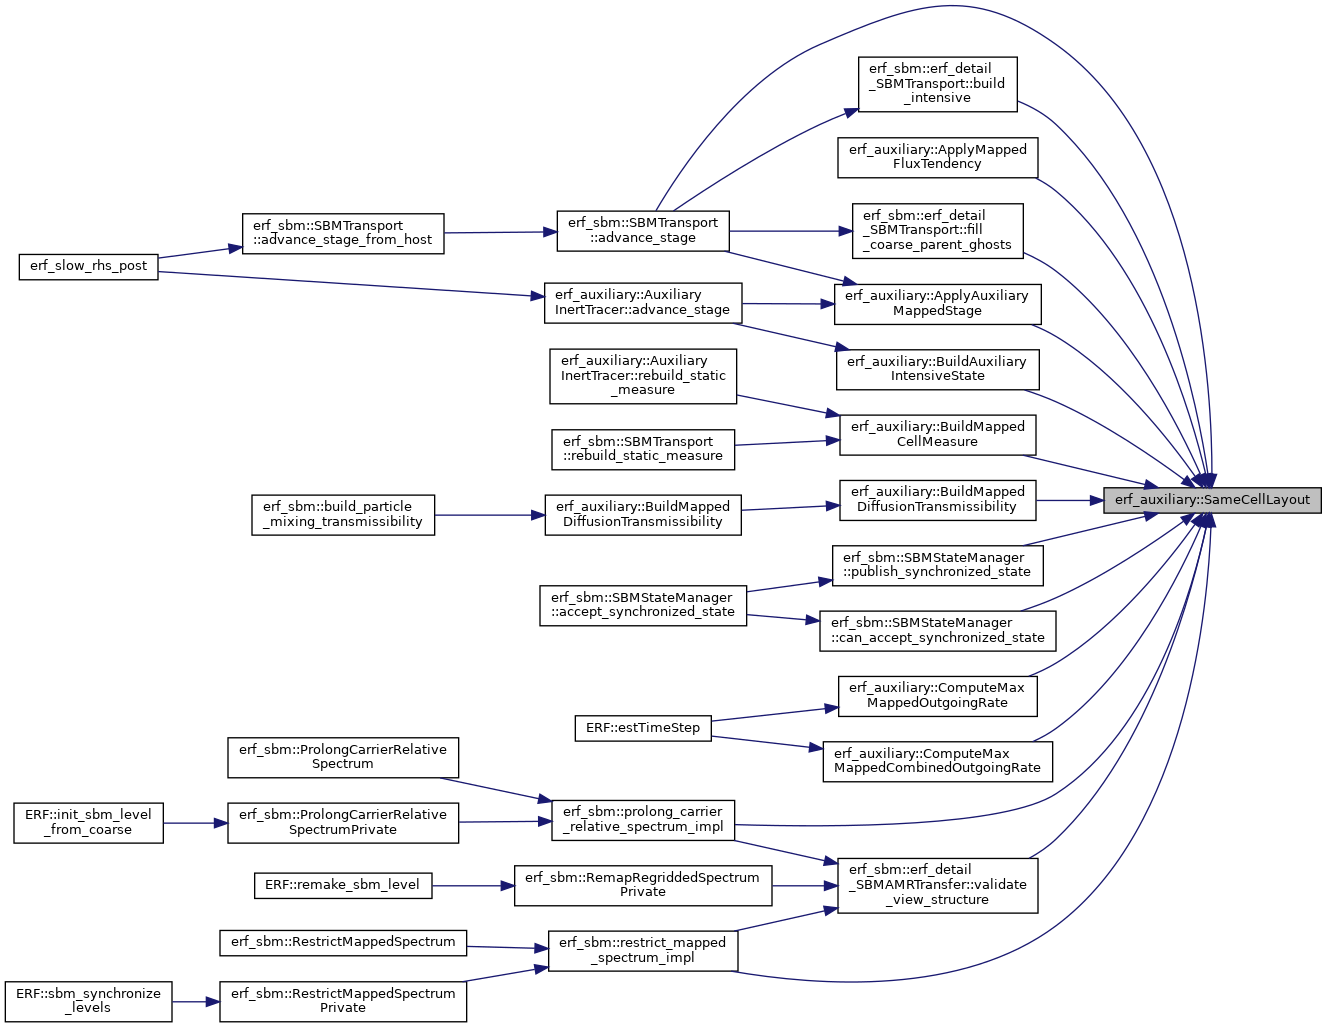 erf_sbm::erf_detail
_SBMTransport::build
_intensive
erf_auxiliary::ApplyMapped
FluxTendency
erf_sbm::erf_detail
_SBMTransport::fill
_coarse_parent_ghosts
erf_sbm::SBMTransport
::advance_stage
erf_sbm::SBMTransport
::advance_stage_from_host
erf_slow_rhs_post
erf_auxiliary::Auxiliary
InertTracer::advance_stage
erf_auxiliary::ApplyAuxiliary
MappedStage
erf_auxiliary::BuildAuxiliary
IntensiveState
erf_auxiliary::Auxiliary
InertTracer::rebuild_static
_measure
erf_auxiliary::BuildMapped
CellMeasure
erf_sbm::SBMTransport
::rebuild_static_measure
erf_auxiliary::BuildMapped
DiffusionTransmissibility
erf_auxiliary::SameCellLayout
erf_sbm::build_particle
_mixing_transmissibility
erf_auxiliary::BuildMapped
DiffusionTransmissibility
erf_sbm::SBMStateManager
::publish_synchronized_state
erf_sbm::SBMStateManager
::accept_synchronized_state
erf_sbm::SBMStateManager
::can_accept_synchronized_state
erf_auxiliary::ComputeMax
MappedOutgoingRate
ERF::estTimeStep
erf_auxiliary::ComputeMax
MappedCombinedOutgoingRate
erf_sbm::ProlongCarrierRelative
Spectrum
ERF::init_sbm_level
_from_coarse
erf_sbm::ProlongCarrierRelative
SpectrumPrivate
erf_sbm::prolong_carrier
_relative_spectrum_impl
erf_sbm::erf_detail
_SBMAMRTransfer::validate
_view_structure
ERF::remake_sbm_level
erf_sbm::RemapRegriddedSpectrum
Private
erf_sbm::RestrictMappedSpectrum
erf_sbm::restrict_mapped
_spectrum_impl
ERF::sbm_synchronize
_levels
erf_sbm::RestrictMappedSpectrum
Private